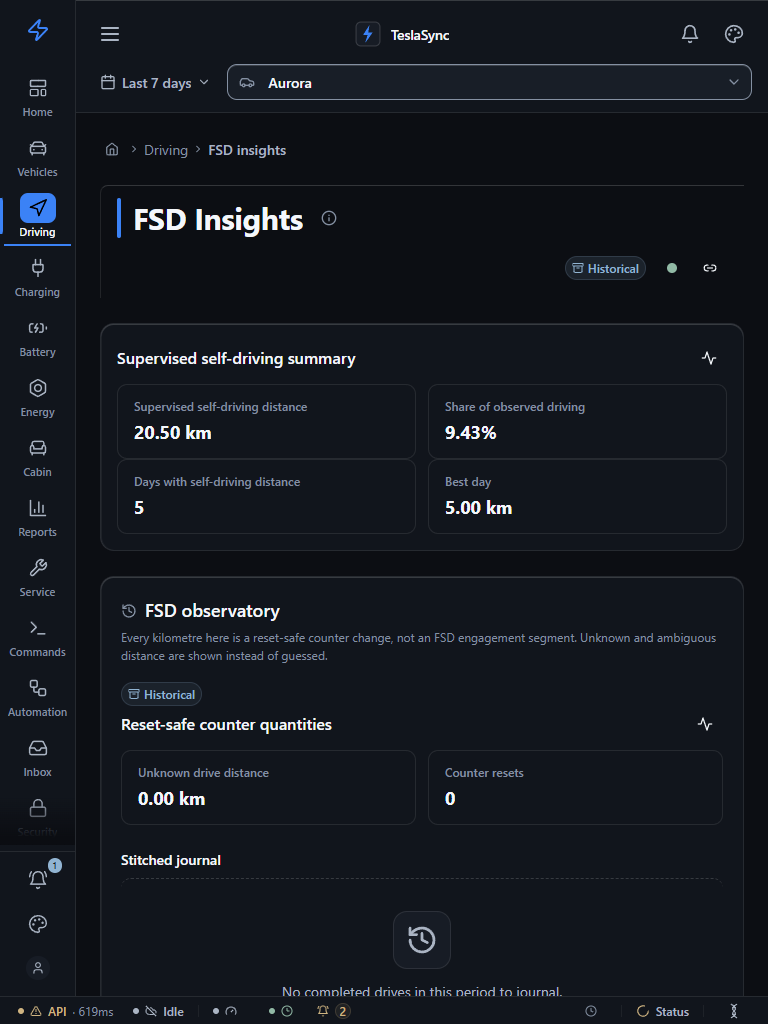 TeslaSync
Last 7 days
Aurora
Home
Vehicles
Driving
Charging
Battery
Energy
Cabin
Reports
Service
Commands
Automation
Inbox
Security
1
Driving
FSD insights
FSD Insights
Historical
Supervised self-driving summary
Supervised self-driving distance
20.50 km
Share of observed driving
9.43%
Days with self-driving distance
5
Best day
5.00 km
FSD observatory
Every kilometre here is a reset-safe counter change, not an FSD engagement segment. Unknown and ambiguous
distance are shown instead of guessed.
Historical
Reset-safe counter quantities
Unknown drive distance
0.00 km
Counter resets
0
Stitched journal
No completed drives in this period to journal.
API · 619ms
Idle
2
Status